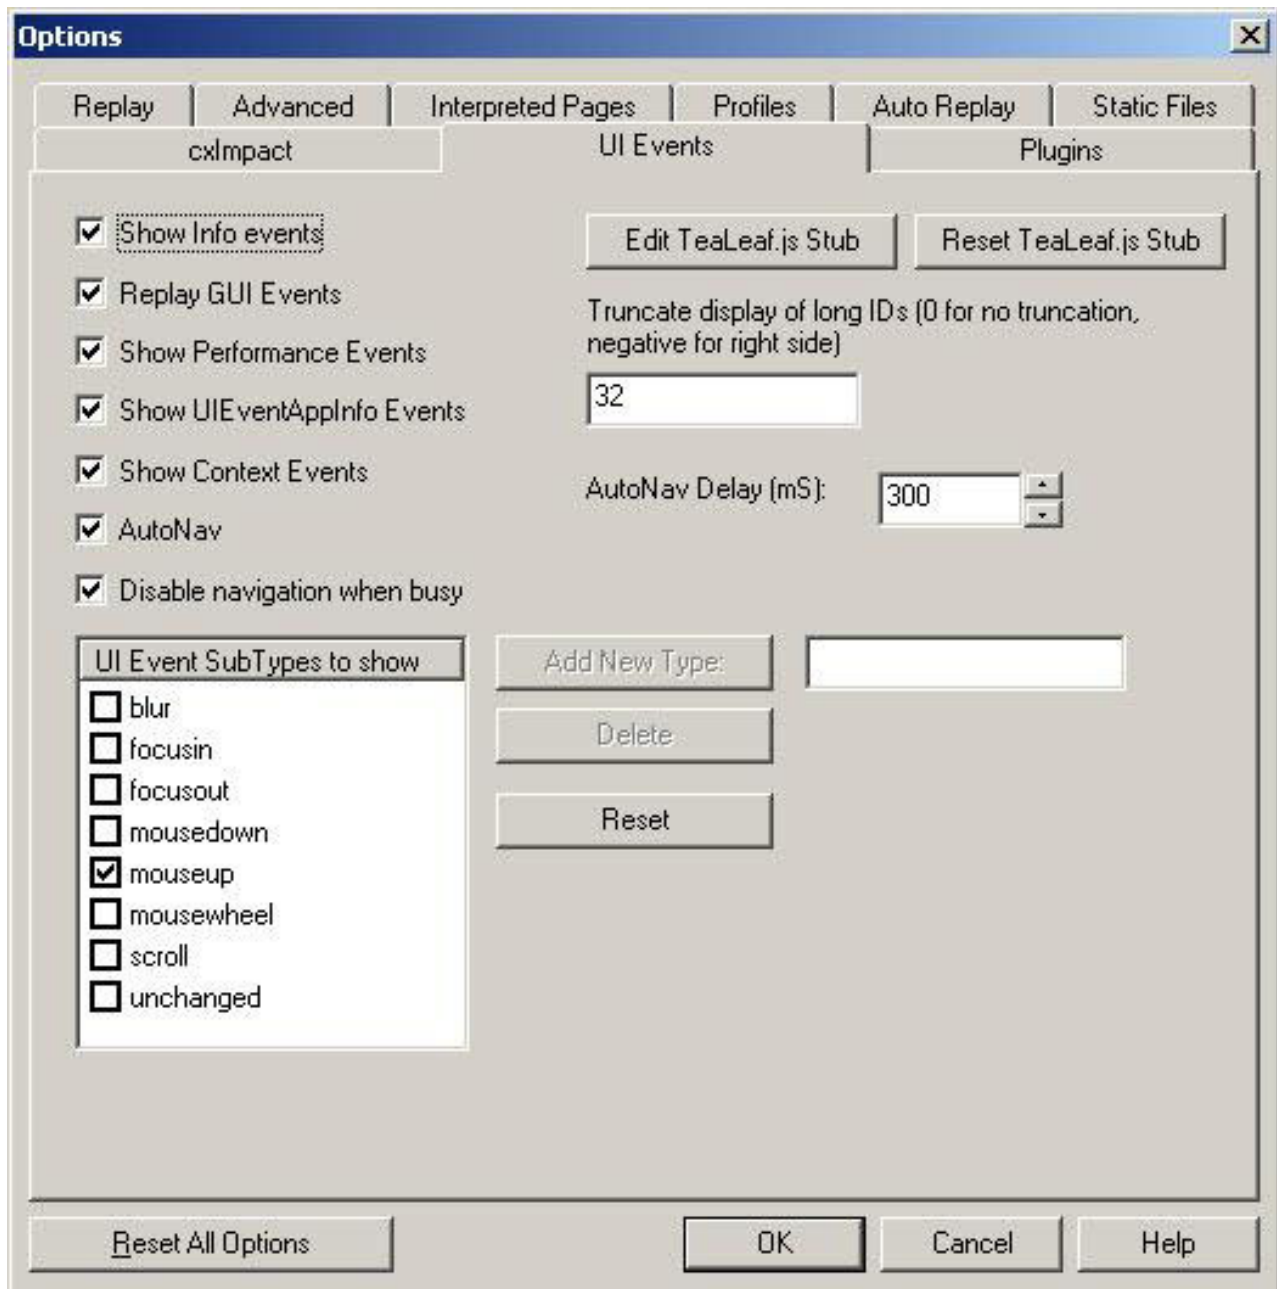 Options
Replay
Advanced
Interpreted Pages
Profiles
Auto Replay
Static Files
cxImpact
UI Events
Plugins
Show Info events
Replay GUI Events
Show Performance Events
Show UIEventAppInfo Events
Show Context Events
AutoNav
Disable navigation when busy
Edit TeaLeaf.js Stub
Reset TeaLeaf.js Stub
Truncate display of long IDs (0 for no truncation,
negative for right side)
32
AutoNav Delay (mS):
300
UI Event SubTypes to show
blur
focusin
focusout
mousedown
mouseup
mousewheel
scroll
unchanged
Add New Type:
Delete
Reset
Reset All Options
OK
Cancel
Help